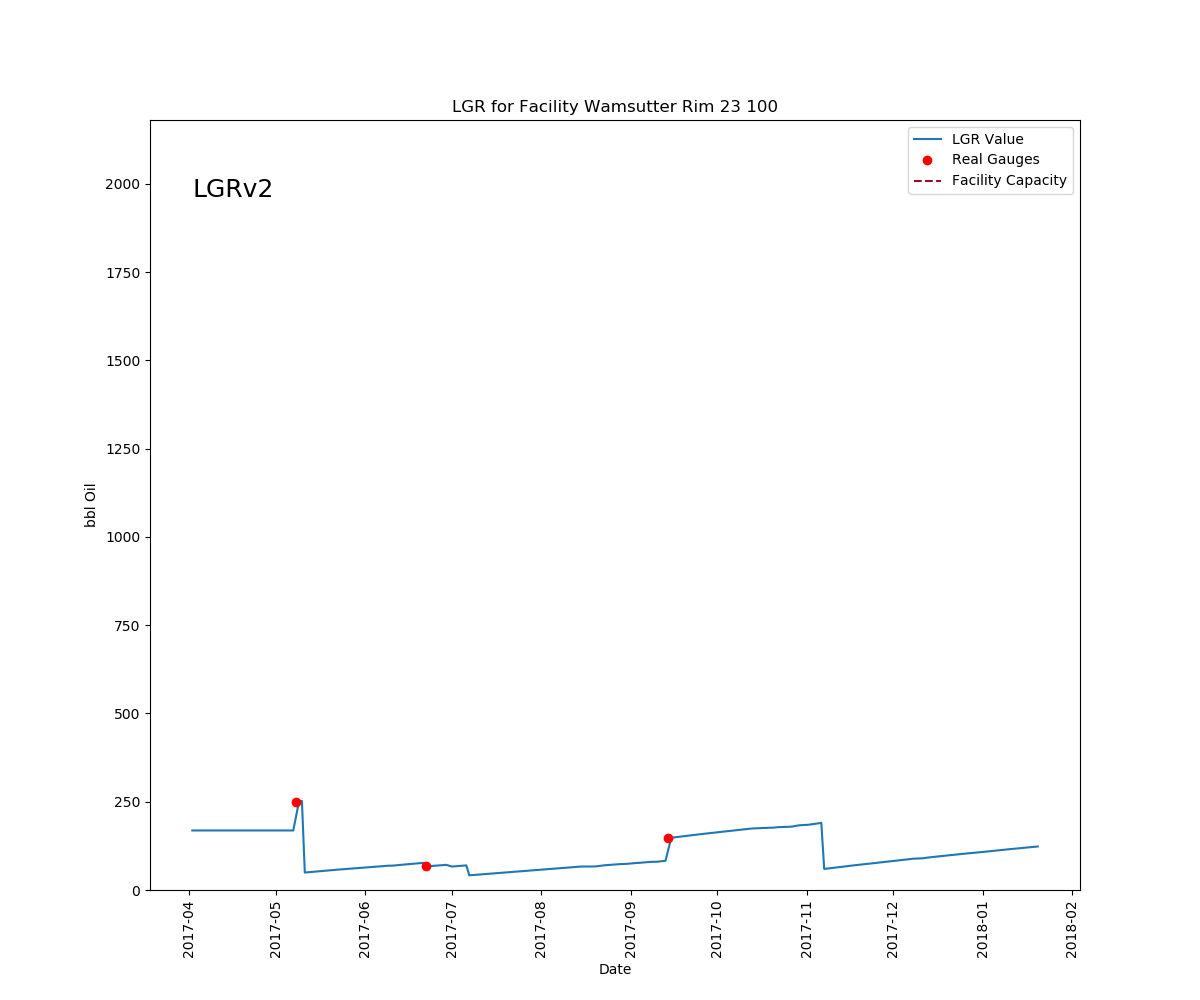 LGR for Facility Wamsutter Rim 23 100
LGR Value
Real Gauges
Facility Capacity
LGRv2
2000
1750
1500
1250
1000
750
500
250
0
bbl Oil
2017-04
2017-05
2017-06
2017-07
2017-08
2017-09
2017-10
2017-11
2017-12
2018-01
2018-02
Date